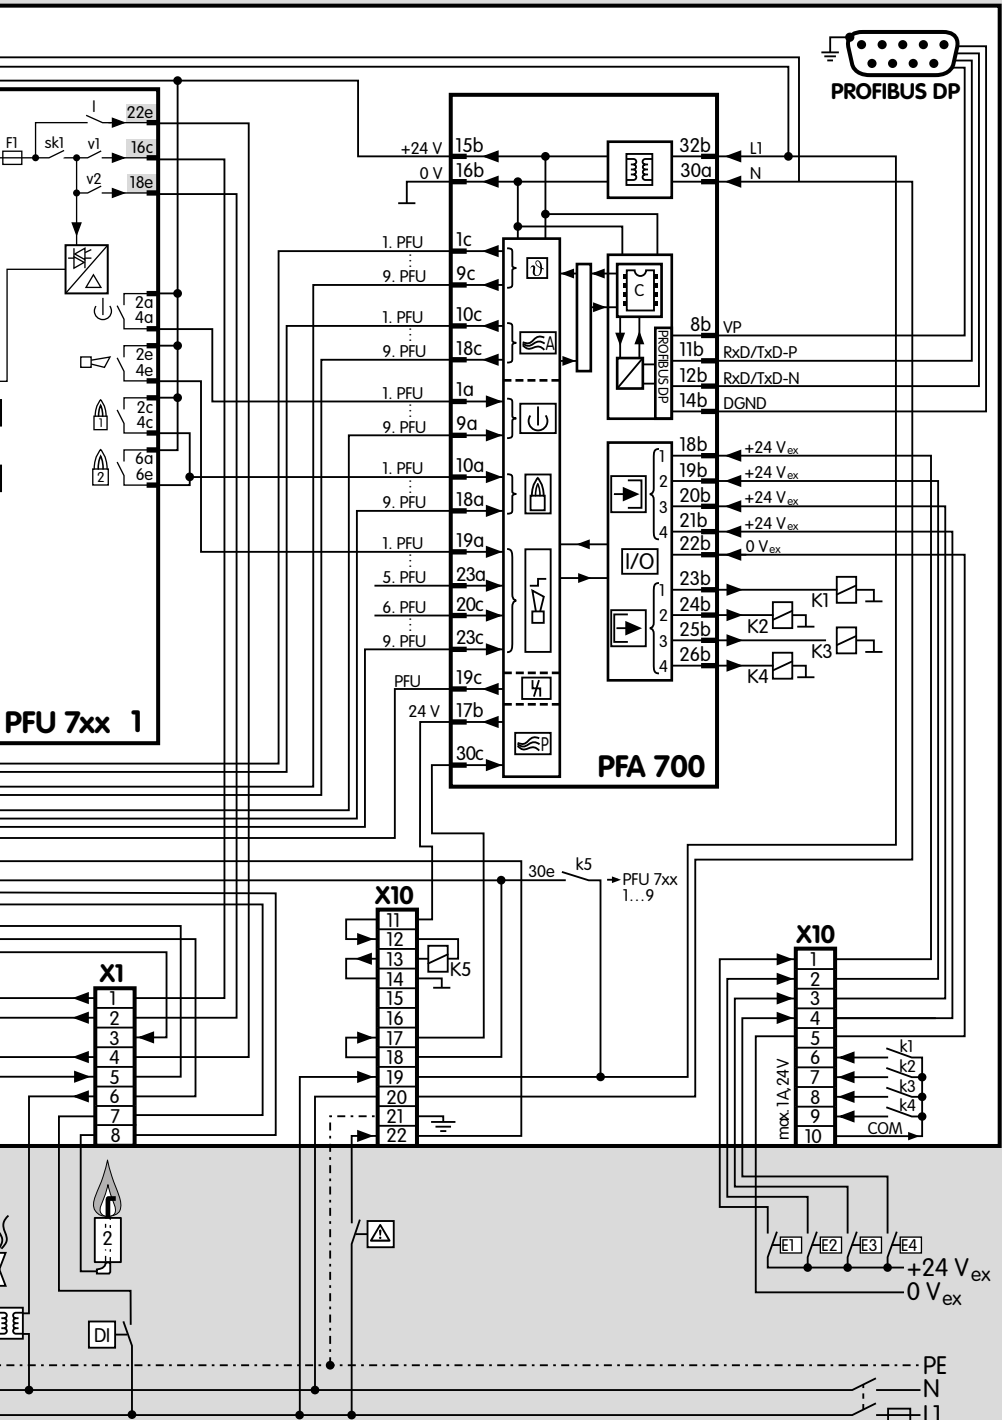 PROFIBUS DP
I
22e
F1
sk1
v1
16c
v2
18e
2a
4a
2e
4e
1
2c
4c
2
6a
6e
PFU 7xx 1
+24 V
15b
0 V
16b
32b
L1
30a
N
1. PFU
1c
9. PFU
9c
ϑ
1. PFU
10c
9. PFU
18c
A
1. PFU
1a
9. PFU
9a
1. PFU
10a
9. PFU
18a
1. PFU
19a
5. PFU
23a
6. PFU
20c
9. PFU
23c
PFU
19c
24 V
17b
P
30c
C
PROFIBUS DP
8b
VP
11b
RxD/TxD-P
12b
RxD/TxD-N
14b
DGND
1
18b
+24 Vex
2
19b
+24 Vex
3
20b
+24 Vex
4
21b
+24 Vex
22b
0 Vex
I/O
1
23b
K1
2
24b
K2
3
25b
K3
4
26b
K4
PFA 700
30e
k5
PFU 7xx
1...9
X10
11
12
13
14
15
16
17
18
19
20
21
22
K5
X1
1
2
3
4
5
6
7
8
X10
1
2
3
4
5
6
7
8
9
10
k1
k2
k3
k4
COM
max. 1A, 24V
2
DI
E1
E2
E3
E4
+24 Vex
0 Vex
PE
N
L1